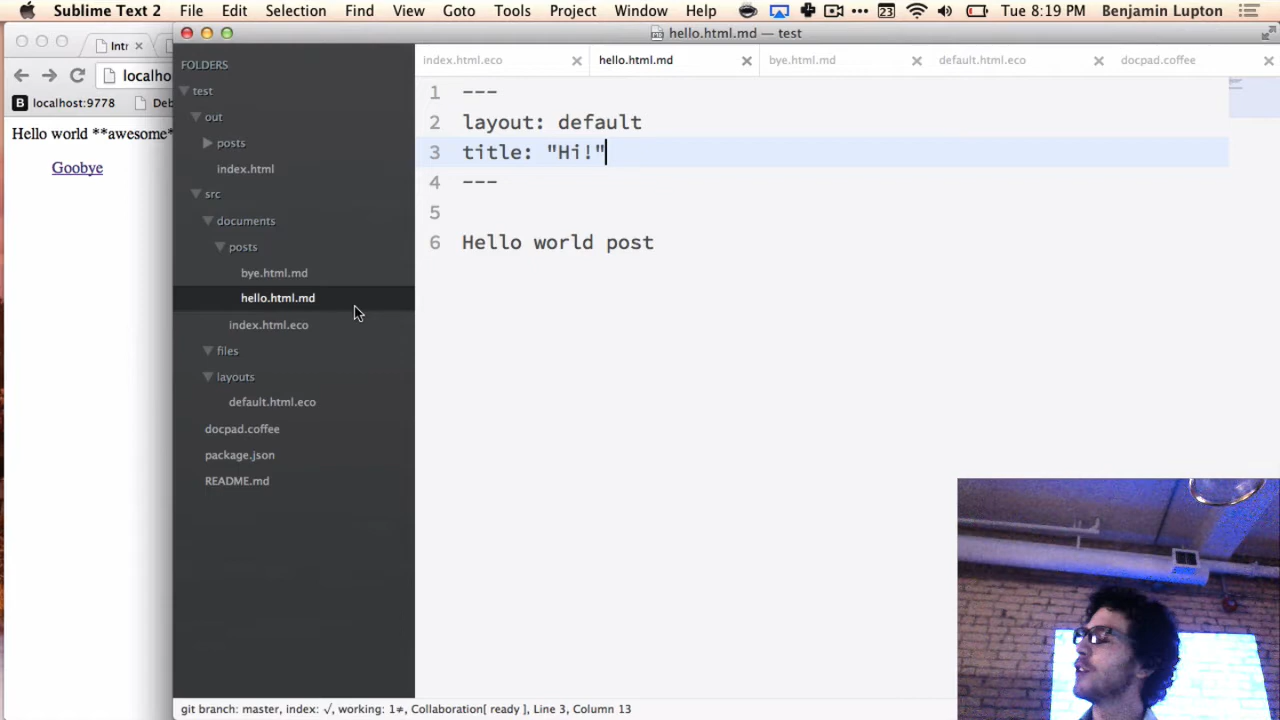 Sublime Text 2 File Edit Selection Find View Goto Tools Project Window Help 23 Tue 8:19 PM Benjamin Lupton
hello.html.md — test
Intr
localho
localhost:9778
Hello world **awesome*
Goobye
FOLDERS
test
out
posts
index.html
src
documents
posts
bye.html.md
hello.html.md
index.html.eco
files
layouts
default.html.eco
docpad.coffee
package.json
README.md
index.html.eco hello.html.md bye.html.md default.html.eco docpad.coffee
1 ---
2 layout: default
3 title: "Hi!"
4 ---
5
6 Hello world post
git branch: master, index: √, working: 1≠, Collaboration[ ready ], Line 3, Column 13